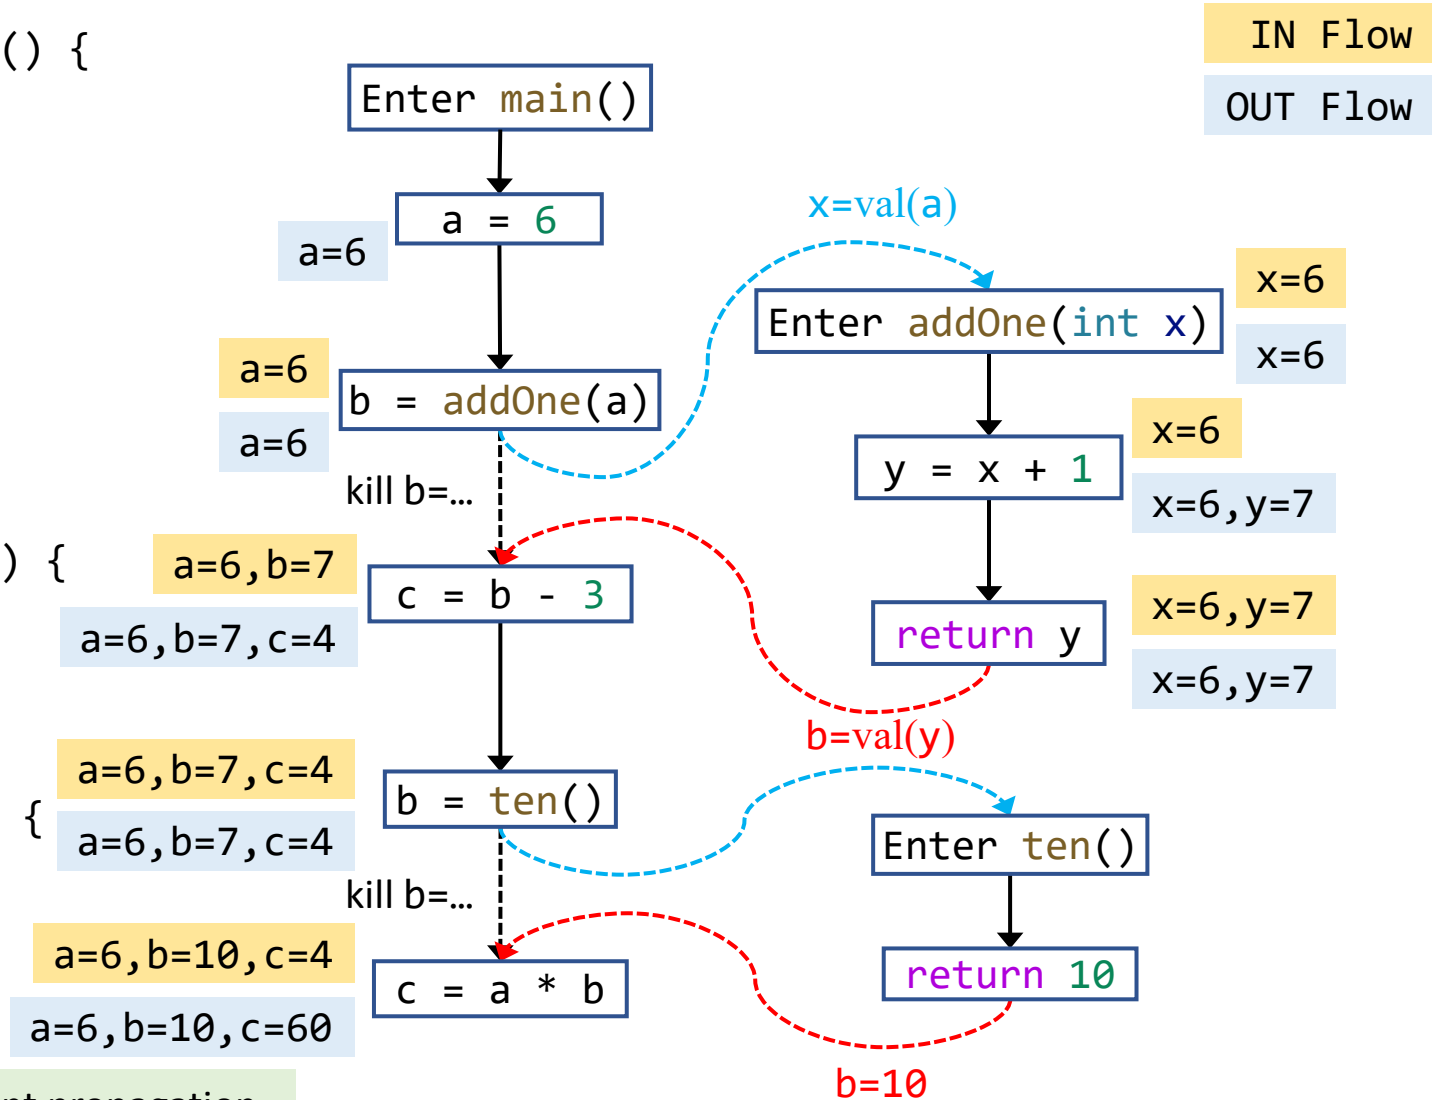 () {
IN Flow
OUT Flow
Enter main()
a = 6
a=6
x=val(a)
Enter addOne(int x)
x=6
x=6
a=6
b = addOne(a)
a=6
kill b=…
y = x + 1
x=6
x=6,y=7
) {
a=6,b=7
c = b - 3
a=6,b=7,c=4
return y
x=6,y=7
x=6,y=7
b=val(y)
{
a=6,b=7,c=4
b = ten()
a=6,b=7,c=4
kill b=…
Enter ten()
a=6,b=10,c=4
c = a * b
a=6,b=10,c=60
return 10
b=10
propagation